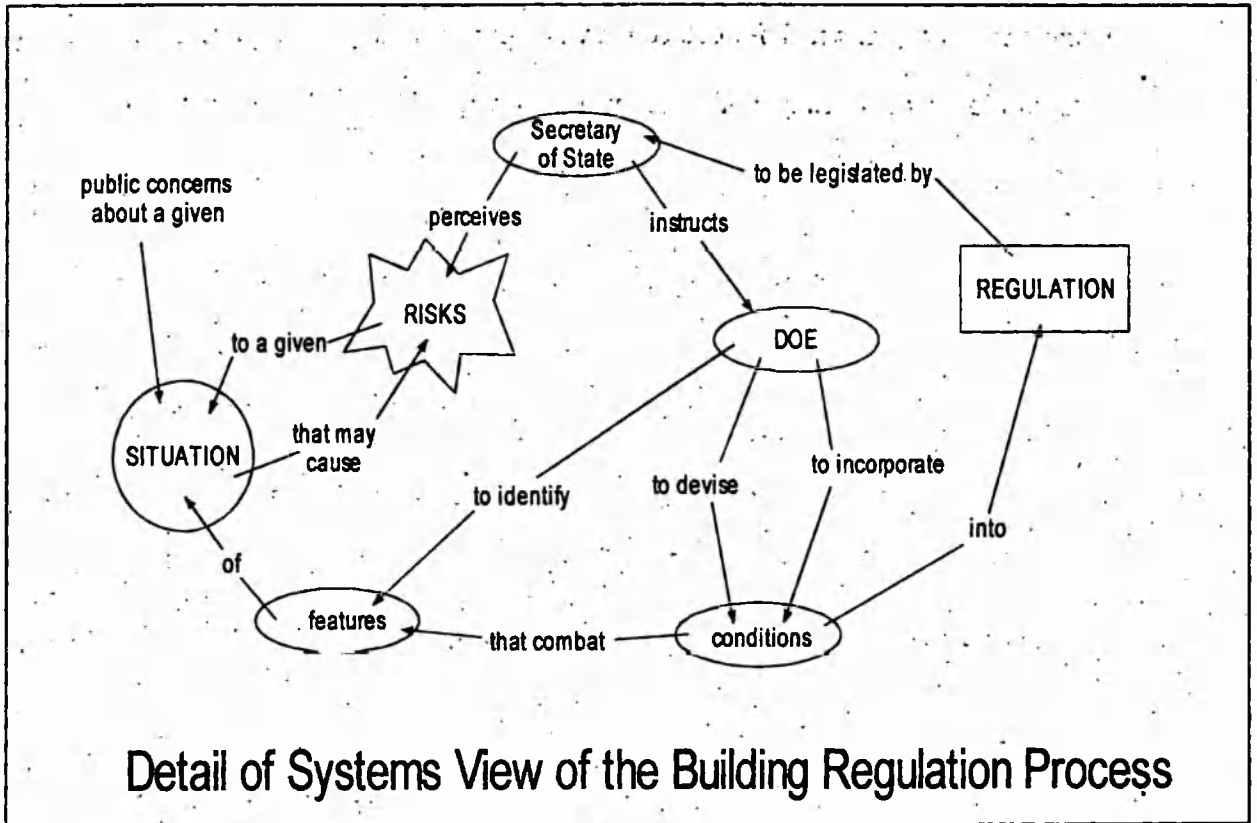 Secretary
of State
public concerns
about a given
to be legislated by
perceives
instructs
REGULATION
RISKS
DOE
to a given
that may
cause
SITUATION
to incorporate
to devise
to identify
into
of
features
that combat
conditions
Detail of Systems View of the Building Regulation Process